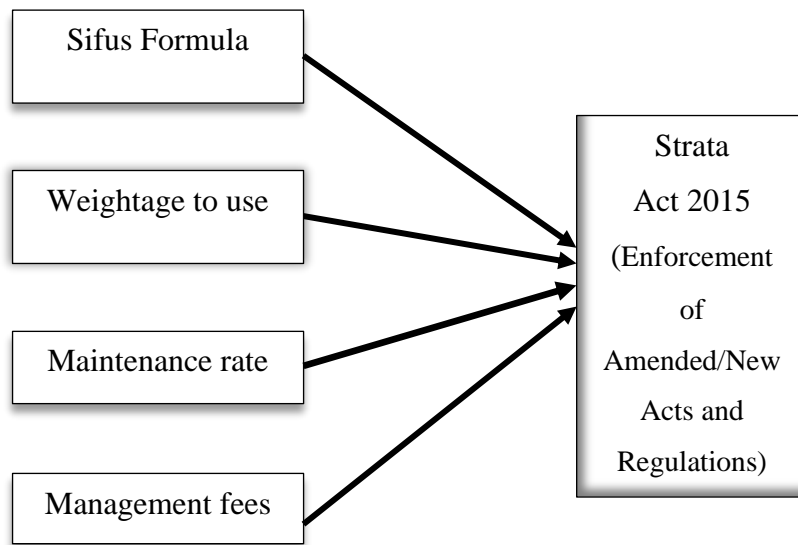 Sifus Formula
Weightage to use
Maintenance rate
Management fees
Strata
Act 2015
(Enforcement
of
Amended/New
Acts and
Regulations)